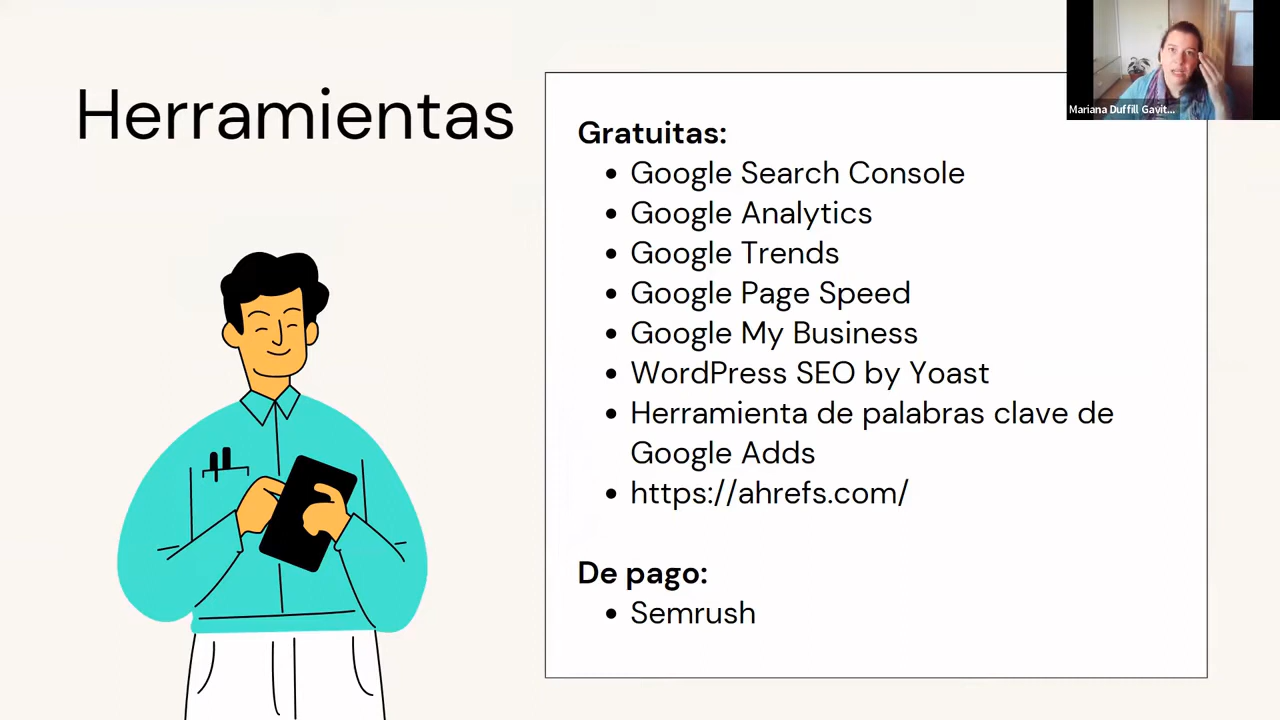 Herramientas
Gratuitas:
Google Search Console
Google Analytics
Google Trends
Google Page Speed
Google My Business
WordPress SEO by Yoast
Herramienta de palabras clave de
Google Adds
https://ahrefs.com/
De pago:
Semrush
Mariana Duffill Gavit...